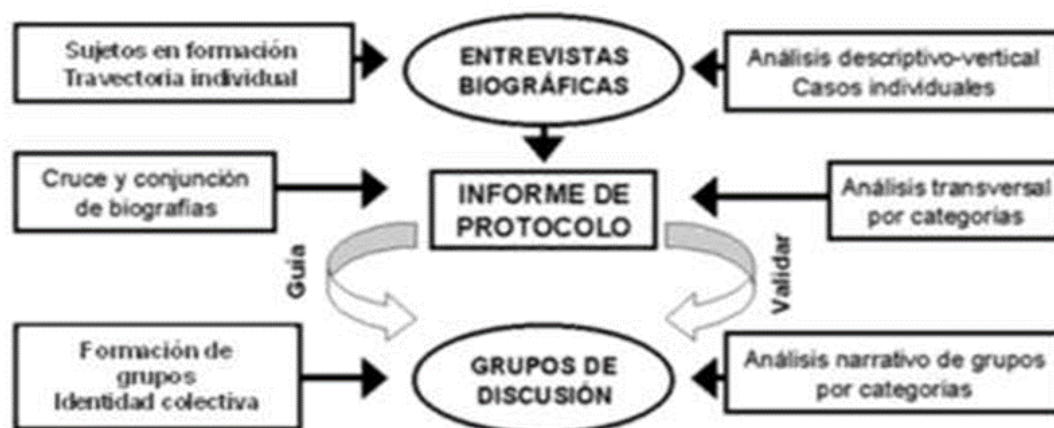 Sujetos en formación
Travectoria individual
ENTREVISTAS
BIOGRÁFICAS
Análisis descriptivo-vertical
Casos individuales
Cruce y conjunción
de biografías
INFORME DE
PROTOCOLO
Análisis transversal
por categorías
Guía
Validar
Formación de
grupos
Identidad colectiva
GRUPOS DE
DISCUSIÓN
Análisis narrativo de grupos
por categorías